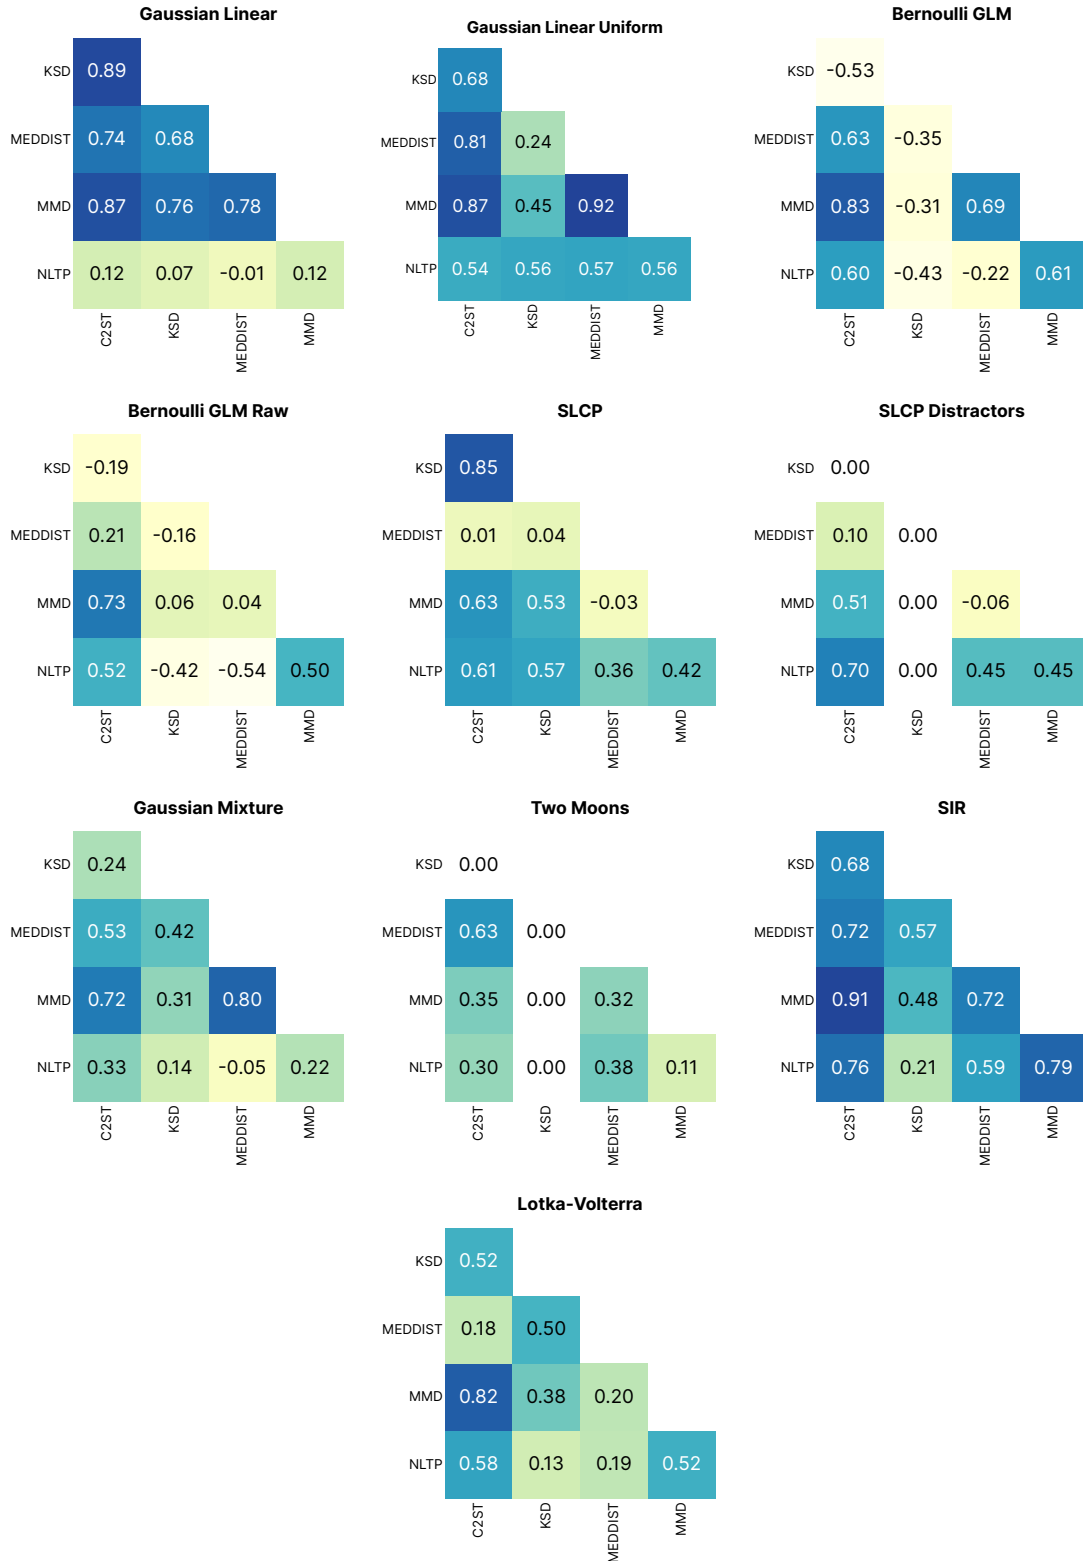 Gaussian Linear
KSD 0.89
MEDDIST 0.74 0.68
MMD 0.87 0.76 0.78
NLTP 0.12 0.07 -0.01 0.12
C2ST KSD MEDDIST MMD
Gaussian Linear Uniform
KSD 0.68
MEDDIST 0.81 0.24
MMD 0.87 0.45 0.92
NLTP 0.54 0.56 0.57 0.56
C2ST KSD MEDDIST MMD
Bernoulli GLM
KSD -0.53
MEDDIST 0.63 -0.35
MMD 0.83 -0.31 0.69
NLTP 0.60 -0.43 -0.22 0.61
C2ST KSD MEDDIST MMD
Bernoulli GLM Raw
KSD -0.19
MEDDIST 0.21 -0.16
MMD 0.73 0.06 0.04
NLTP 0.52 -0.42 -0.54 0.50
C2ST KSD MEDDIST MMD
SLCP
KSD 0.85
MEDDIST 0.01 0.04
MMD 0.63 0.53 -0.03
NLTP 0.61 0.57 0.36 0.42
C2ST KSD MEDDIST MMD
SLCP Distractors
KSD 0.00
MEDDIST 0.10 0.00
MMD 0.51 0.00 -0.06
NLTP 0.70 0.00 0.45 0.45
C2ST KSD MEDDIST MMD
Gaussian Mixture
KSD 0.24
MEDDIST 0.53 0.42
MMD 0.72 0.31 0.80
NLTP 0.33 0.14 -0.05 0.22
C2ST KSD MEDDIST MMD
Two Moons
KSD 0.00
MEDDIST 0.63 0.00
MMD 0.35 0.00 0.32
NLTP 0.30 0.00 0.38 0.11
C2ST KSD MEDDIST MMD
SIR
KSD 0.68
MEDDIST 0.72 0.57
MMD 0.91 0.48 0.72
NLTP 0.76 0.21 0.59 0.79
C2ST KSD MEDDIST MMD
Lotka-Volterra
KSD 0.52
MEDDIST 0.18 0.50
MMD 0.82 0.38 0.20
NLTP 0.58 0.13 0.19 0.52
C2ST KSD MEDDIST MMD